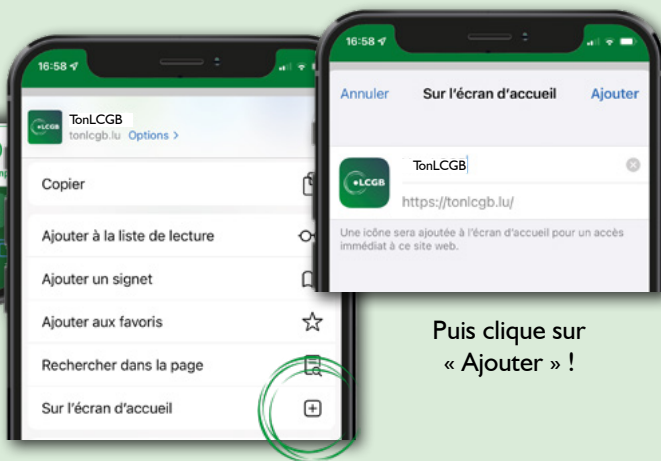 16:58
TonLCGB
tonlcgb.lu Options >
LCGB
Copier
Ajouter à la liste de lecture
Ajouter un signet
Ajouter aux favoris
Rechercher dans la page
Sur l'écran d'accueil
16:58
Annuler Sur l'écran d'accueil Ajouter
TonLCGB
LCGB
https://tonlcgb.lu/
Une icône sera ajoutée à l'écran d'accueil pour un accès
immédiat à ce site web.
Puis clique sur
« Ajouter » !